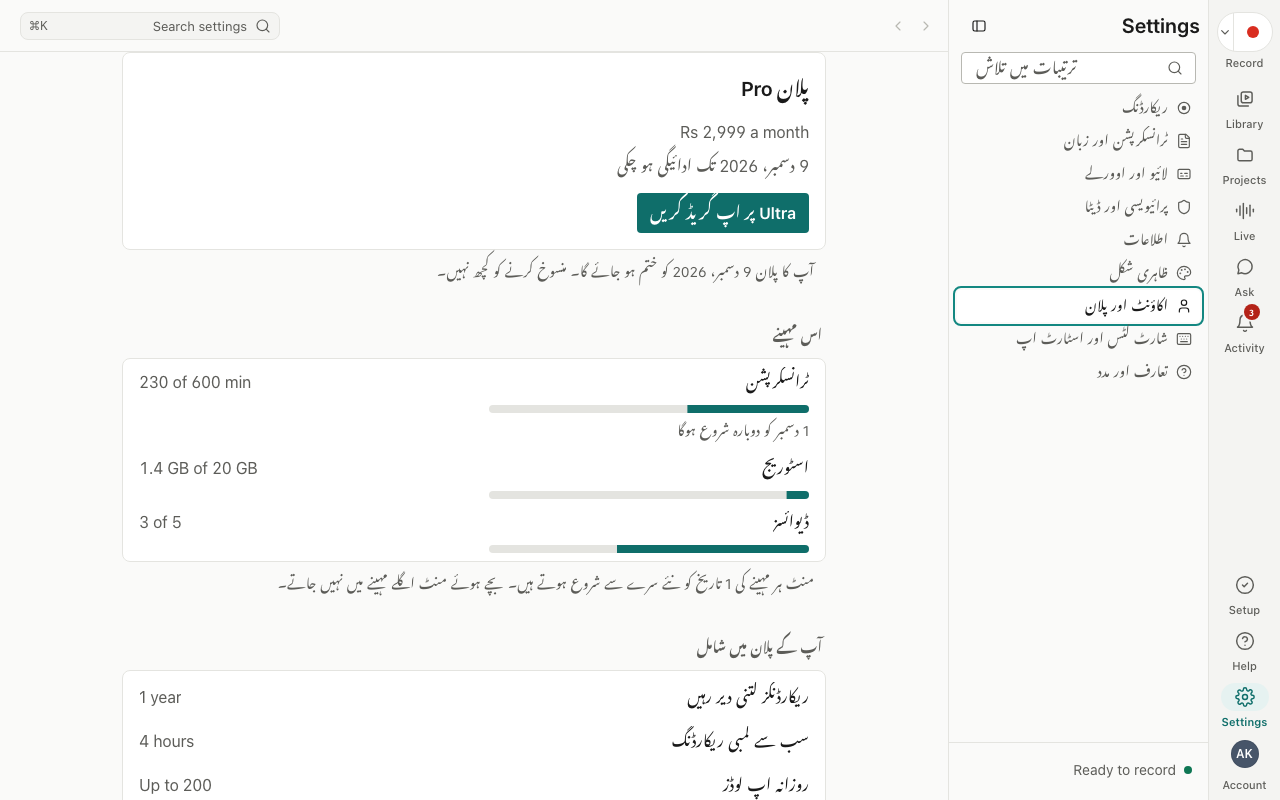 ⌘K
Search settings
Settings
ترتیبات میں تلاش
ریکارڈنگ
ٹرانسکرپشن اور زبان
لائیو اور اوورلے
پرائیویسی اور ڈیٹا
اطلاعات
ظاہری شکل
اکاؤنٹ اور پلان
شارٹ کٹس اور اسٹارٹ اپ
تعارف اور مدد
Ready to record
Record
Library
Projects
Live
Ask
3
Activity
Setup
Help
Settings
AK
Account
پلان Pro
Rs 2,999 a month
9 دسمبر، 2026 تک ادائیگی ہو چکی
Ultra پر اپ گریڈ کریں
آپ کا پلان 9 دسمبر، 2026 کو ختم ہو جائے گا۔ منسوخ کرنے کو کچھ نہیں۔
اس مہینے
ٹرانسکرپشن
230 of 600 min
1 دسمبر کو دوبارہ شروع ہوگا
اسٹوریج
1.4 GB of 20 GB
ڈیوائسز
3 of 5
منٹ ہر مہینے کی 1 تاریخ کو نئے سرے سے شروع ہوتے ہیں۔ بچے ہوئے منٹ اگلے مہینے میں نہیں جاتے۔
آپ کے پلان میں شامل
ریکارڈنگز کتنی دیر رہیں
1 year
سب سے لمبی ریکارڈنگ
4 hours
روزانہ اپ لوڈز
Up to 200